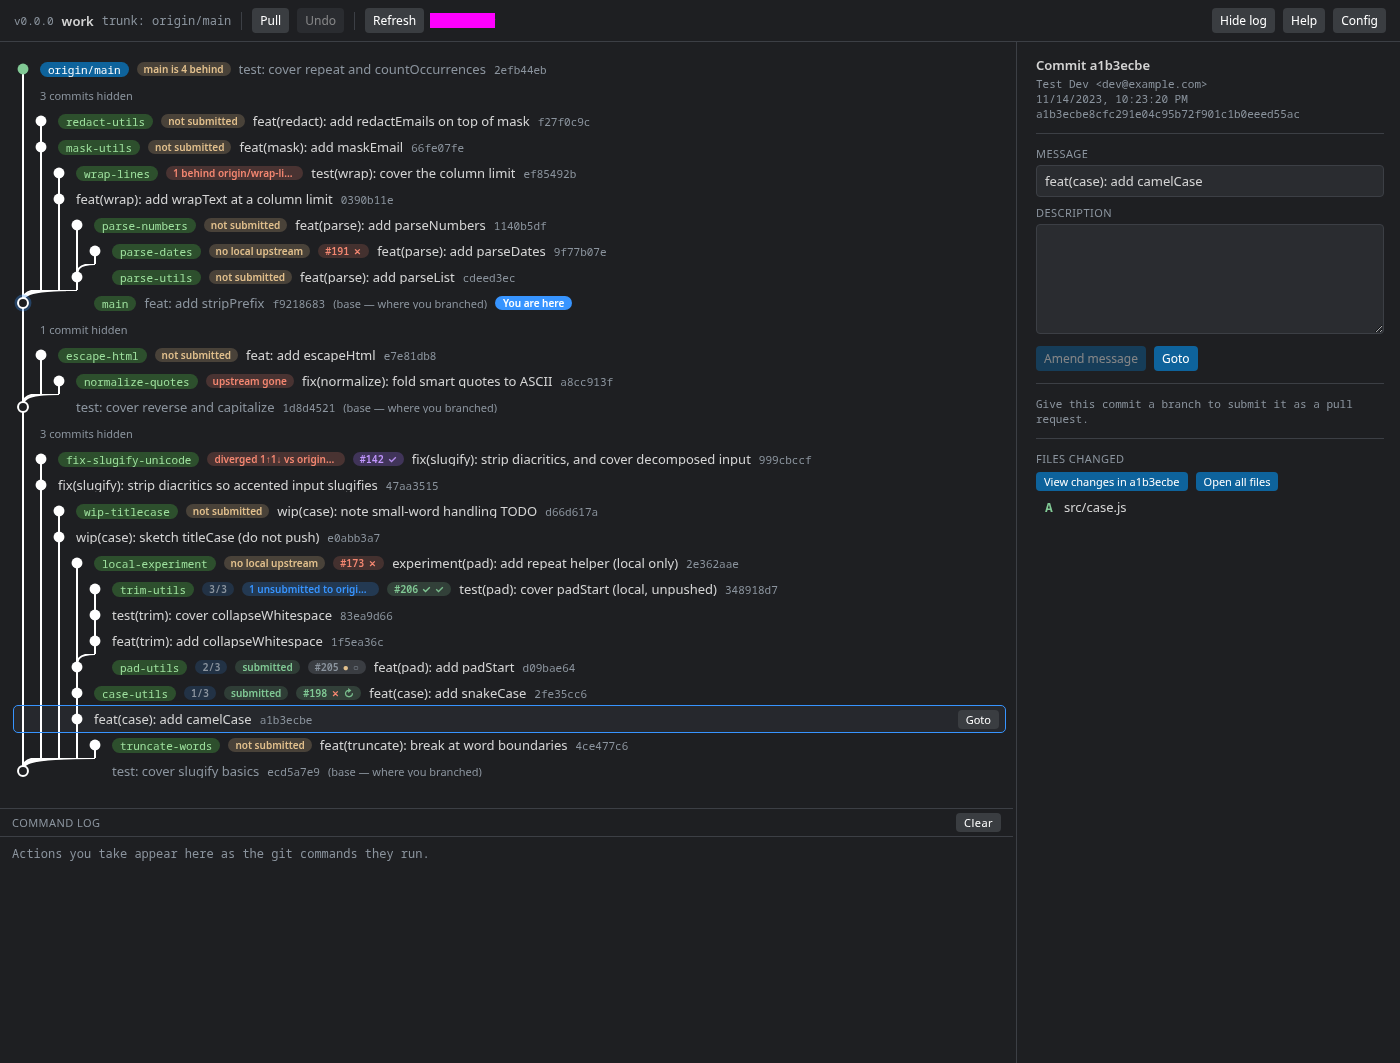 v0.0.0 work trunk: origin/main Pull Undo Refresh Hide log Help Config
origin/main main is 4 behind test: cover repeat and countOccurrences 2efb44eb
3 commits hidden
redact-utils not submitted feat(redact): add redactEmails on top of mask f27f0c9c
mask-utils not submitted feat(mask): add maskEmail 66fe07fe
wrap-lines 1 behind origin/wrap-li... test(wrap): cover the column limit ef85492b
feat(wrap): add wrapText at a column limit 0390b11e
parse-numbers not submitted feat(parse): add parseNumbers 1140b5df
parse-dates no local upstream #191 × feat(parse): add parseDates 9f77b07e
parse-utils not submitted feat(parse): add parseList cdeed3ec
main feat: add stripPrefix f9218683 (base — where you branched) You are here
1 commit hidden
escape-html not submitted feat: add escapeHtml e7e81db8
normalize-quotes upstream gone fix(normalize): fold smart quotes to ASCII a8cc913f
test: cover reverse and capitalize 1d8d4521 (base — where you branched)
3 commits hidden
fix-slugify-unicode diverged 1↑1↓ vs origin... #142 ✓ fix(slugify): strip diacritics, and cover decomposed input 999cbccf
fix(slugify): strip diacritics so accented input slugifies 47aa3515
wip-titlecase not submitted wip(case): note small-word handling TODO d66d617a
wip(case): sketch titleCase (do not push) e0abb3a7
local-experiment no local upstream #173 × experiment(pad): add repeat helper (local only) 2e362aae
trim-utils 3/3 1 unsubmitted to origi... #206 ✓ ✓ test(pad): cover padStart (local, unpushed) 348918d7
test(trim): cover collapseWhitespace 83ea9d66
feat(trim): add collapseWhitespace 1f5ea36c
pad-utils 2/3 submitted #205 ● ○ feat(pad): add padStart d09bae64
case-utils 1/3 submitted #198 × ↻ feat(case): add snakeCase 2fe35cc6
feat(case): add camelCase a1b3ecbe Goto
truncate-words not submitted feat(truncate): break at word boundaries 4ce477c6
test: cover slugify basics ecd5a7e9 (base — where you branched)
COMMAND LOG Clear
Actions you take appear here as the git commands they run.
Commit a1b3ecbe
Test Dev <dev@example.com>
11/14/2023, 10:23:20 PM
a1b3ecbe8cfc291e04c95b72f901c1b0eeed55ac
MESSAGE
feat(case): add camelCase
DESCRIPTION
Amend message Goto
Give this commit a branch to submit it as a pull
request.
FILES CHANGED
View changes in a1b3ecbe Open all files
A src/case.js